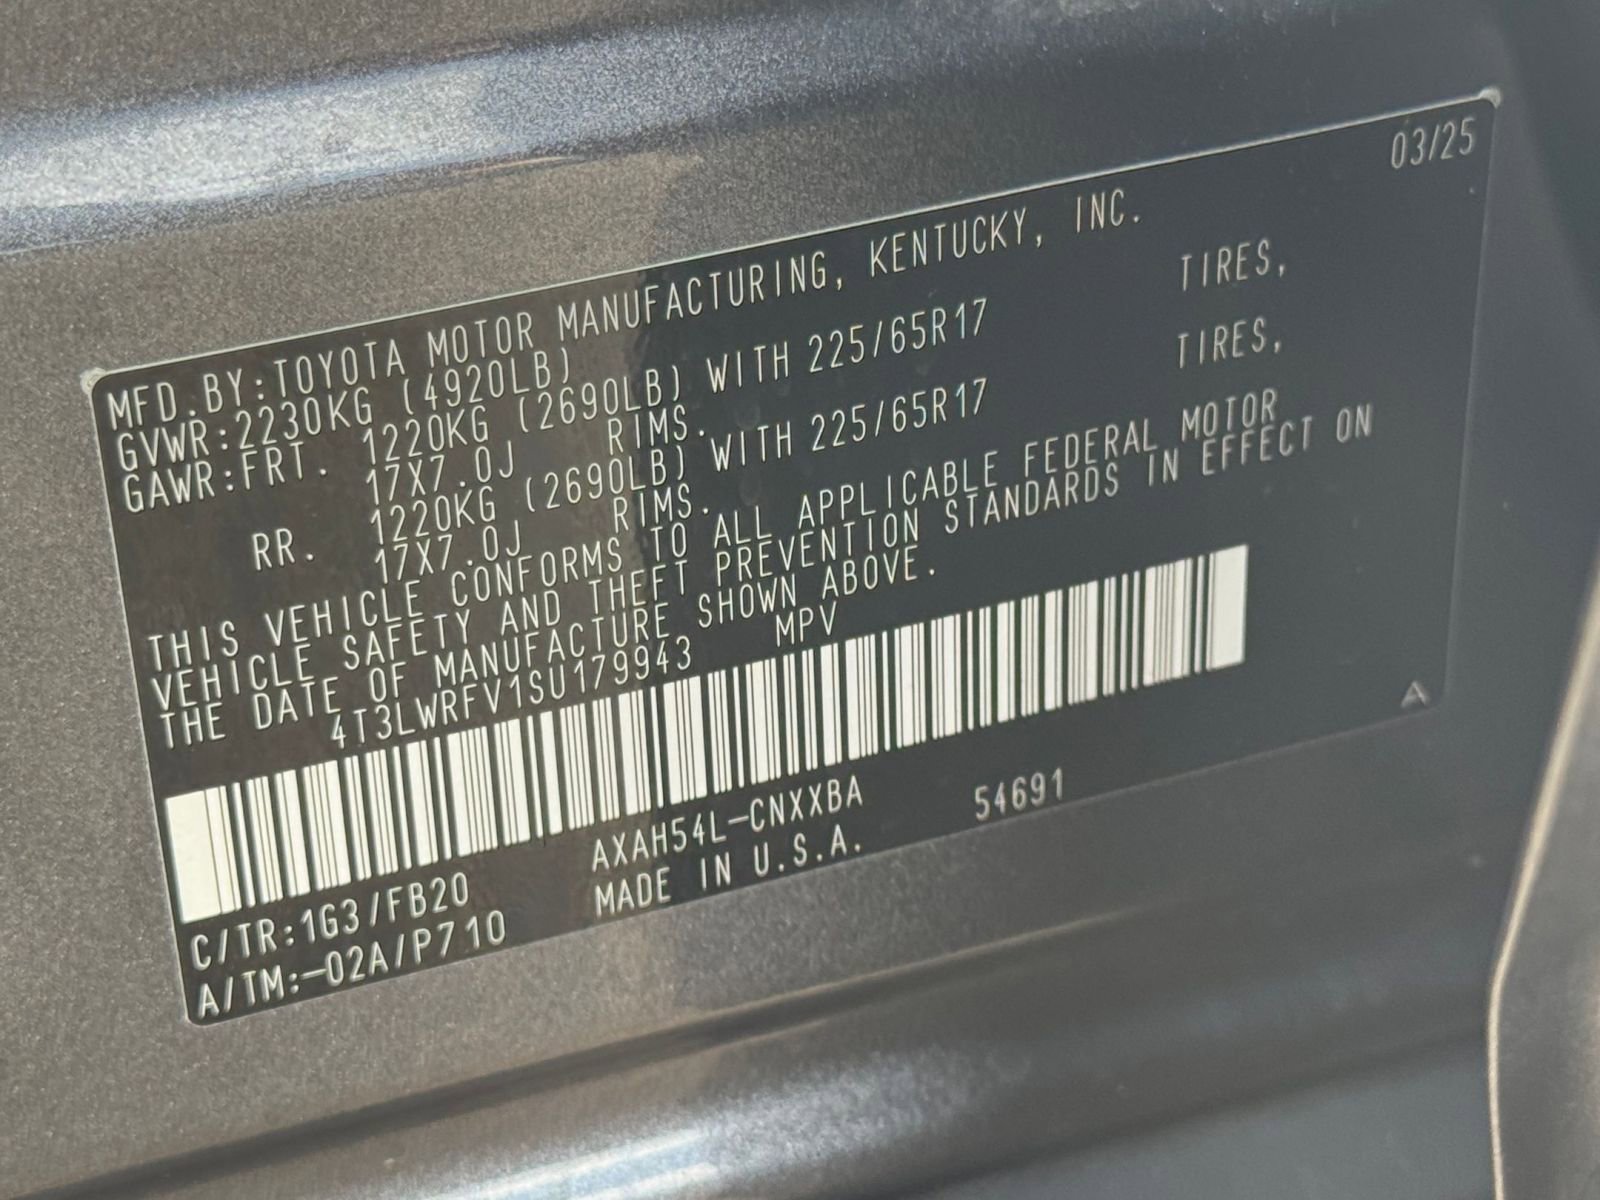 03/25
MFD.BY:TOYOTA MOTOR MANUFACTURING, KENTUCKY, INC.
GVWR:2230KG (4920LB)
GAWR:FRT. 1220KG (2690LB) WITH 225/65R17 TIRES,
17X7.0J RIMS.
RR. 1220KG (2690LB) WITH 225/65R17 TIRES,
17X7.0J RIMS.
THIS VEHICLE CONFORMS TO ALL APPLICABLE FEDERAL MOTOR
VEHICLE SAFETY AND THEFT PREVENTION STANDARDS IN EFFECT ON
THE DATE OF MANUFACTURE SHOWN ABOVE.
4T3LWRFV1SU179943 MPV
A
C/TR:1G3/FB20 AXAH54L-CNXXBA 54691
A/TM:-02A/P710 MADE IN U.S.A.